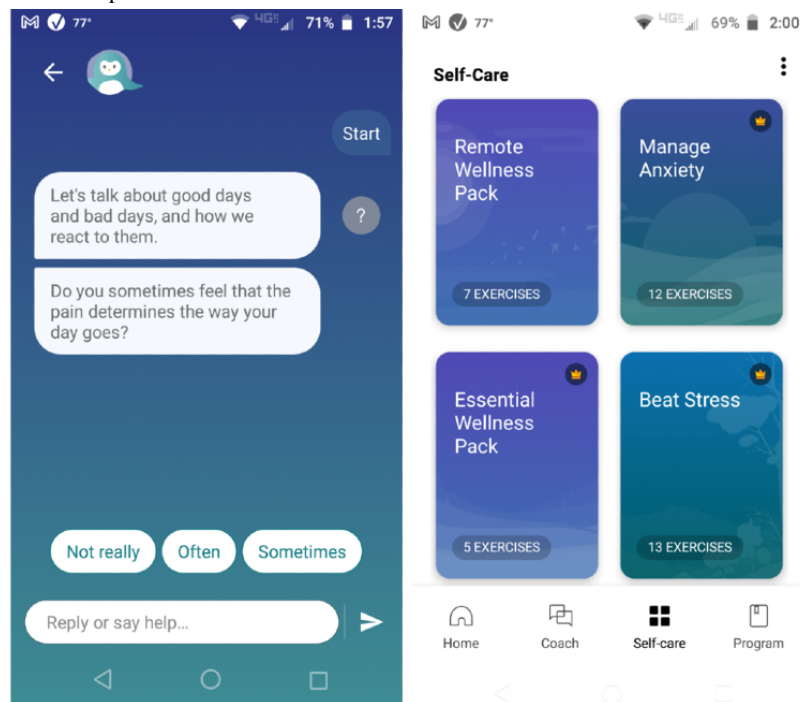 77° 4G 71% 1:57
Start
Let's talk about good days
and bad days, and how we
react to them.
?
Do you sometimes feel that the
pain determines the way your
day goes?
Not really Often Sometimes
Reply or say help...
77° 4G 69% 2:00
Self-Care
Remote
Wellness
Pack
7 EXERCISES
Manage
Anxiety
12 EXERCISES
Essential
Wellness
Pack
5 EXERCISES
Beat Stress
13 EXERCISES
Home Coach Self-care Program